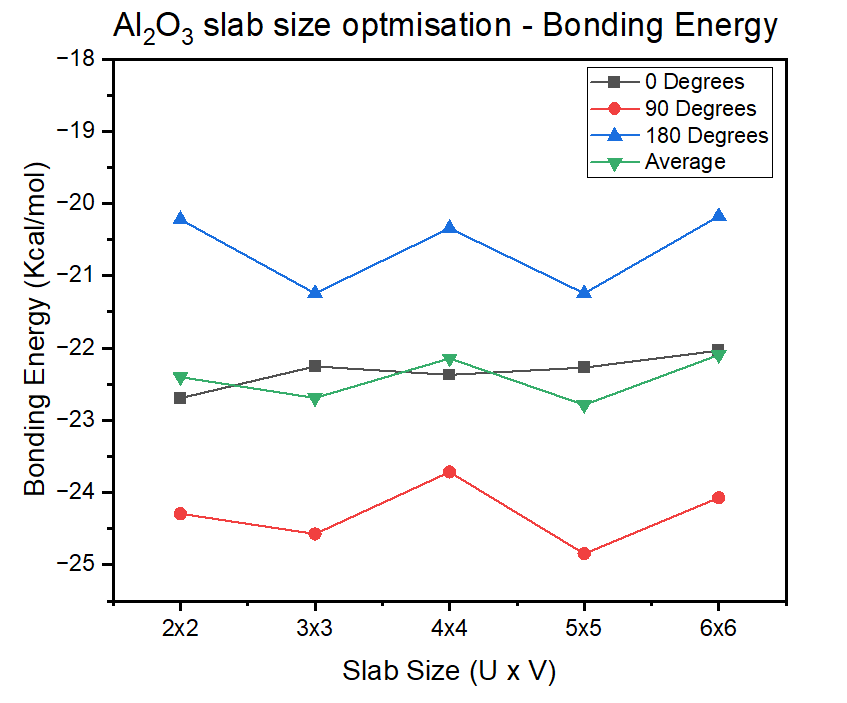 Al₂O₃ slab size optmisation - Bonding Energy
0 Degrees
90 Degrees
180 Degrees
Average
Bonding Energy (Kcal/mol)
−18
−19
−20
−21
−22
−23
−24
−25
2x2 3x3 4x4 5x5 6x6
Slab Size (U x V)